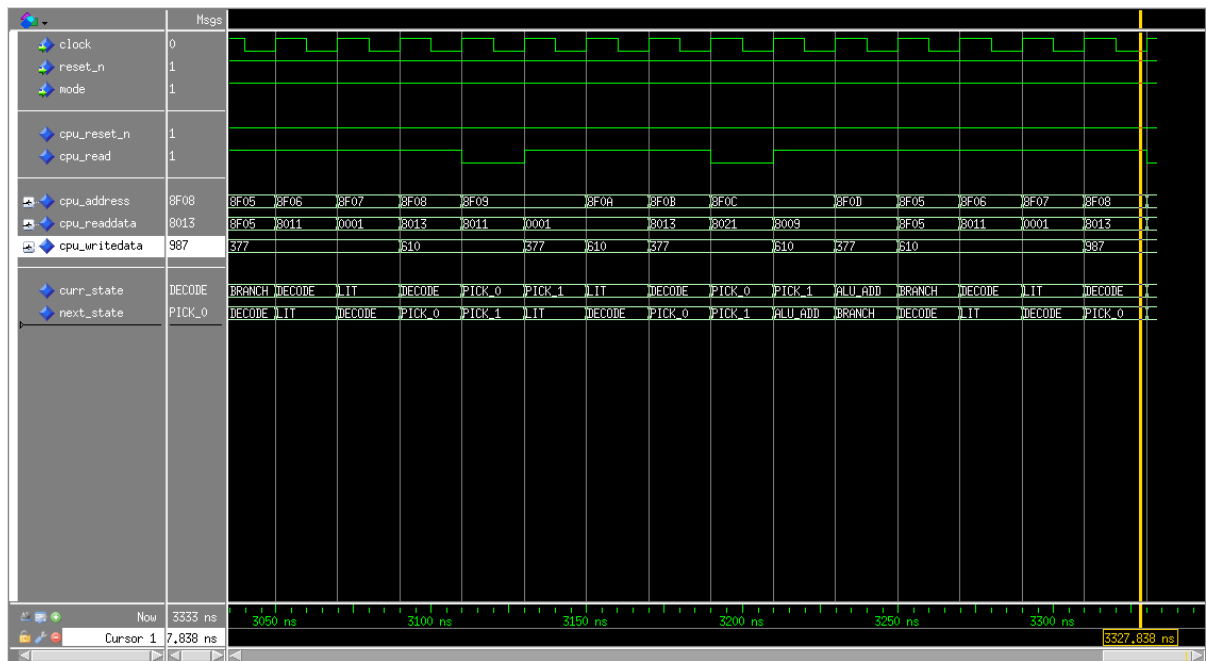 Msgs
clock 0
reset_n 1
mode 1
cpu_reset_n 1
cpu_read 1
cpu_address 8F08 8F05 8F06 8F07 8F08 8F09 8F0A 8F0B 8F0C 8F0D 8F05 8F06 8F07 8F08
cpu_readdata 8013 8F05 8011 0001 8013 8011 0001 8013 8021 8009 8F05 8011 0001 8013
cpu_writedata 987 377 610 377 610 377 610 377 610 987
curr_state DECODE BRANCH DECODE LIT DECODE PICK_0 PICK_1 LIT DECODE PICK_0 PICK_1 ALU_ADD BRANCH DECODE LIT DECODE
next_state PICK_0 DECODE LIT DECODE PICK_0 PICK_1 LIT DECODE PICK_0 PICK_1 ALU_ADD BRANCH DECODE LIT DECODE PICK_0
Now 3333 ns 3050 ns 3100 ns 3150 ns 3200 ns 3250 ns 3300 ns
Cursor 1 7.838 ns 3327.838 ns